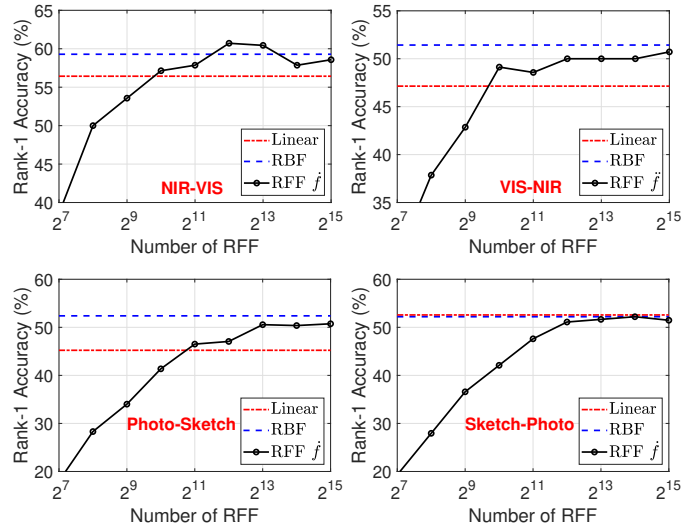 65
60
55
50
45
40
Rank-1 Accuracy (%)
Linear
RBF
RFF ḟ
NIR-VIS
2^7 2^9 2^11 2^13 2^15
Number of RFF
55
50
45
40
35
Rank-1 Accuracy (%)
Linear
RBF
RFF f̈
VIS-NIR
2^7 2^9 2^11 2^13 2^15
Number of RFF
60
50
40
30
20
Rank-1 Accuracy (%)
Linear
RBF
RFF ḟ
Photo-Sketch
2^7 2^9 2^11 2^13 2^15
Number of RFF
60
50
40
30
20
Rank-1 Accuracy (%)
Linear
RBF
RFF ḟ
Sketch-Photo
2^7 2^9 2^11 2^13 2^15
Number of RFF